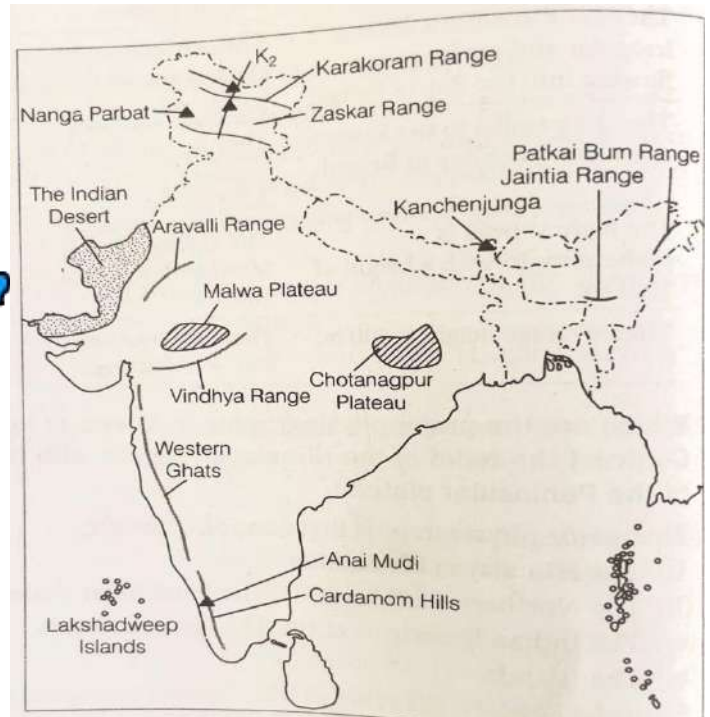 K2
Karakoram Range
Nanga Parbat
Zaskar Range
Patkai Bum Range
Jaintia Range
The Indian
Desert
Kanchenjunga
Aravalli Range
Malwa Plateau
Vindhya Range
Chotanagpur
Plateau
Western
Ghats
Anai Mudi
Cardamom Hills
Lakshadweep
Islands